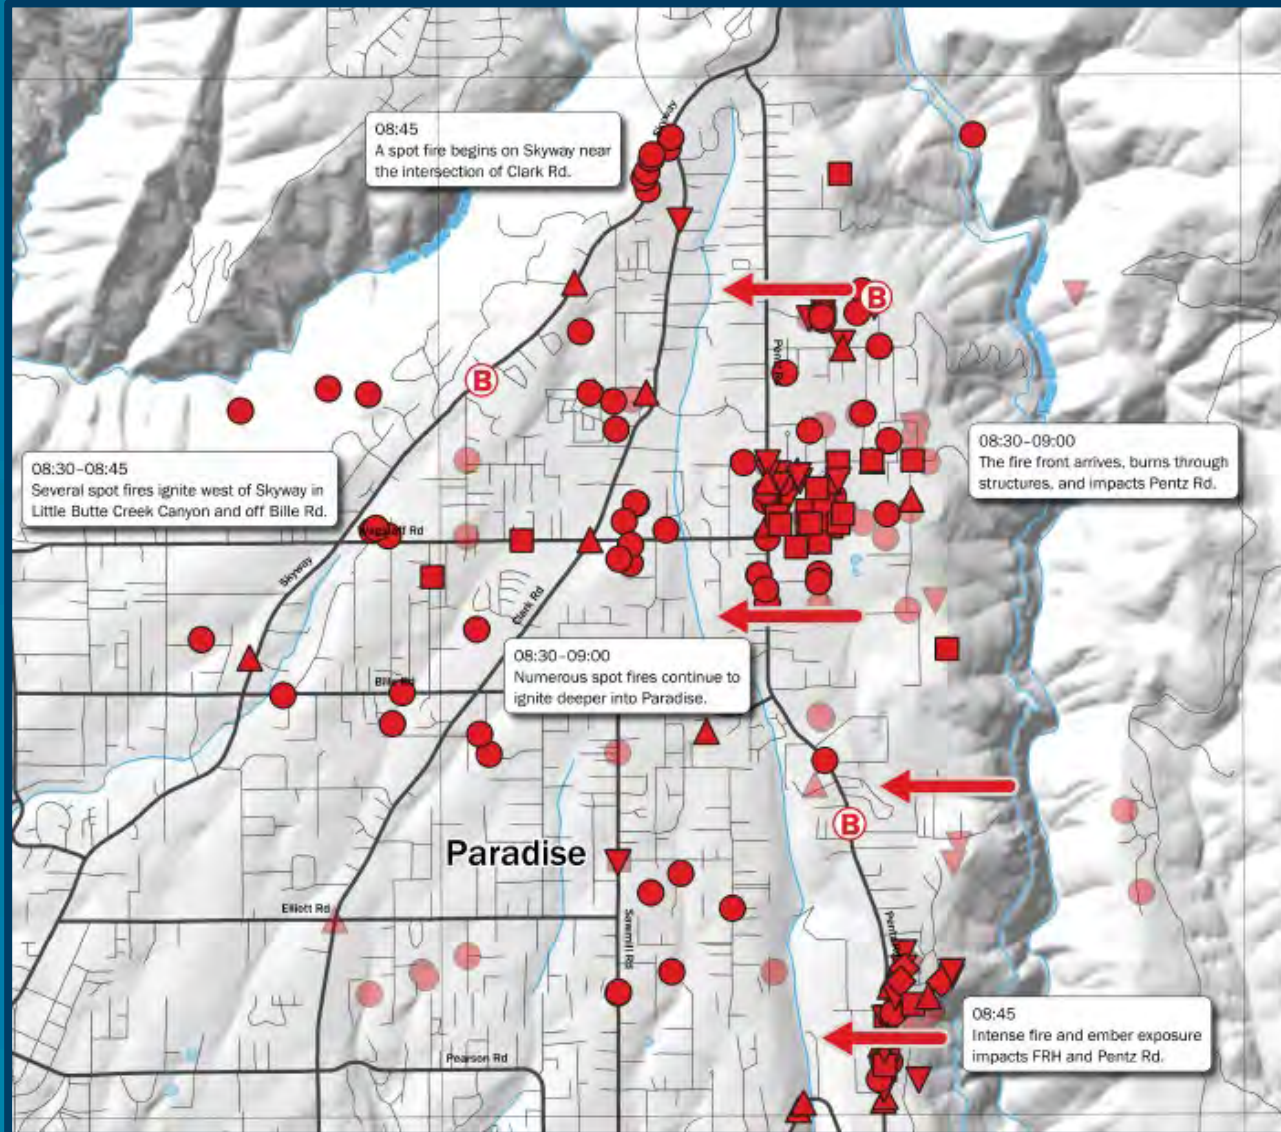 Skyway
08:45
A spot fire begins on Skyway near
the intersection of Clark Rd.
B
Pentz Rd
B
08:30–09:00
The fire front arrives, burns through
structures, and impacts Pentz Rd.
08:30–08:45
Several spot fires ignite west of Skyway in
Little Butte Creek Canyon and off Bille Rd.
Rd
Skyway
Clark Rd
08:30–09:00
Numerous spot fires continue to
ignite deeper into Paradise.
Bille Rd
B
Paradise
Elliott Rd
Sawmill Rd
Pentz
08:45
Intense fire and ember exposure
impacts FRH and Pentz Rd.
Pearson Rd